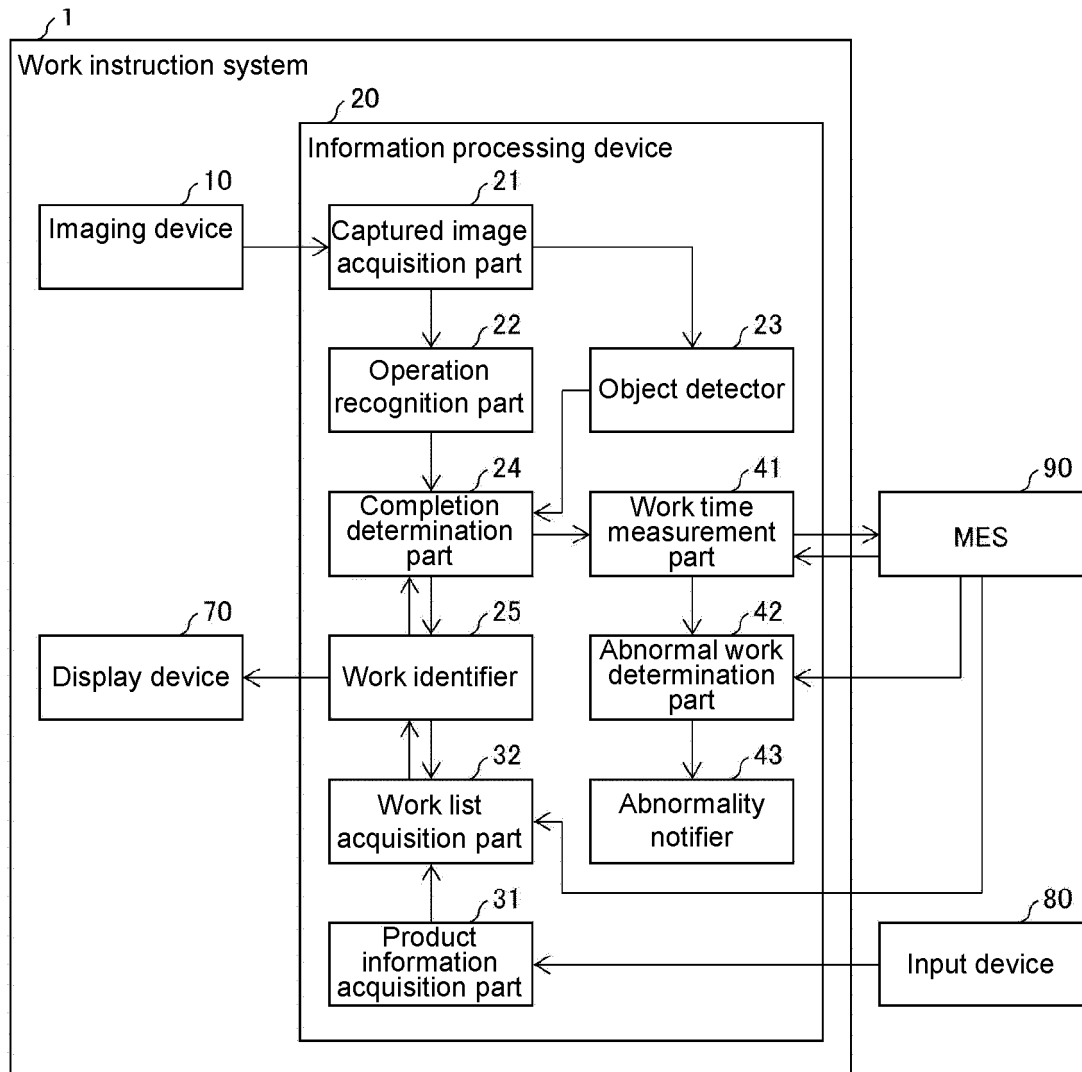 1
Work instruction system
20
Information processing device
10
Imaging device
21
Captured image
acquisition part
22
Operation
recognition part
23
Object detector
24
Completion
determination
part
41
Work time
measurement
part
90
MES
70
Display device
25
Work identifier
42
Abnormal work
determination
part
32
Work list
acquisition part
43
Abnormality
notifier
31
Product
information
acquisition part
80
Input device